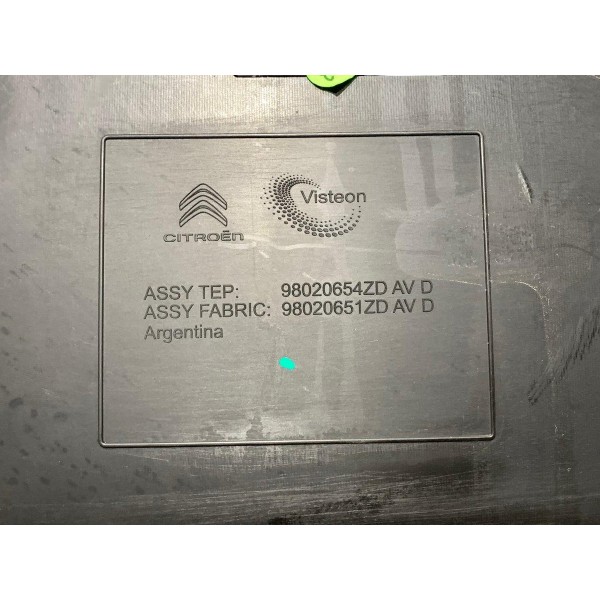 CITROËN
Visteon
ASSY TEP: 98020654ZD AV D
ASSY FABRIC: 98020651ZD AV D
Argentina